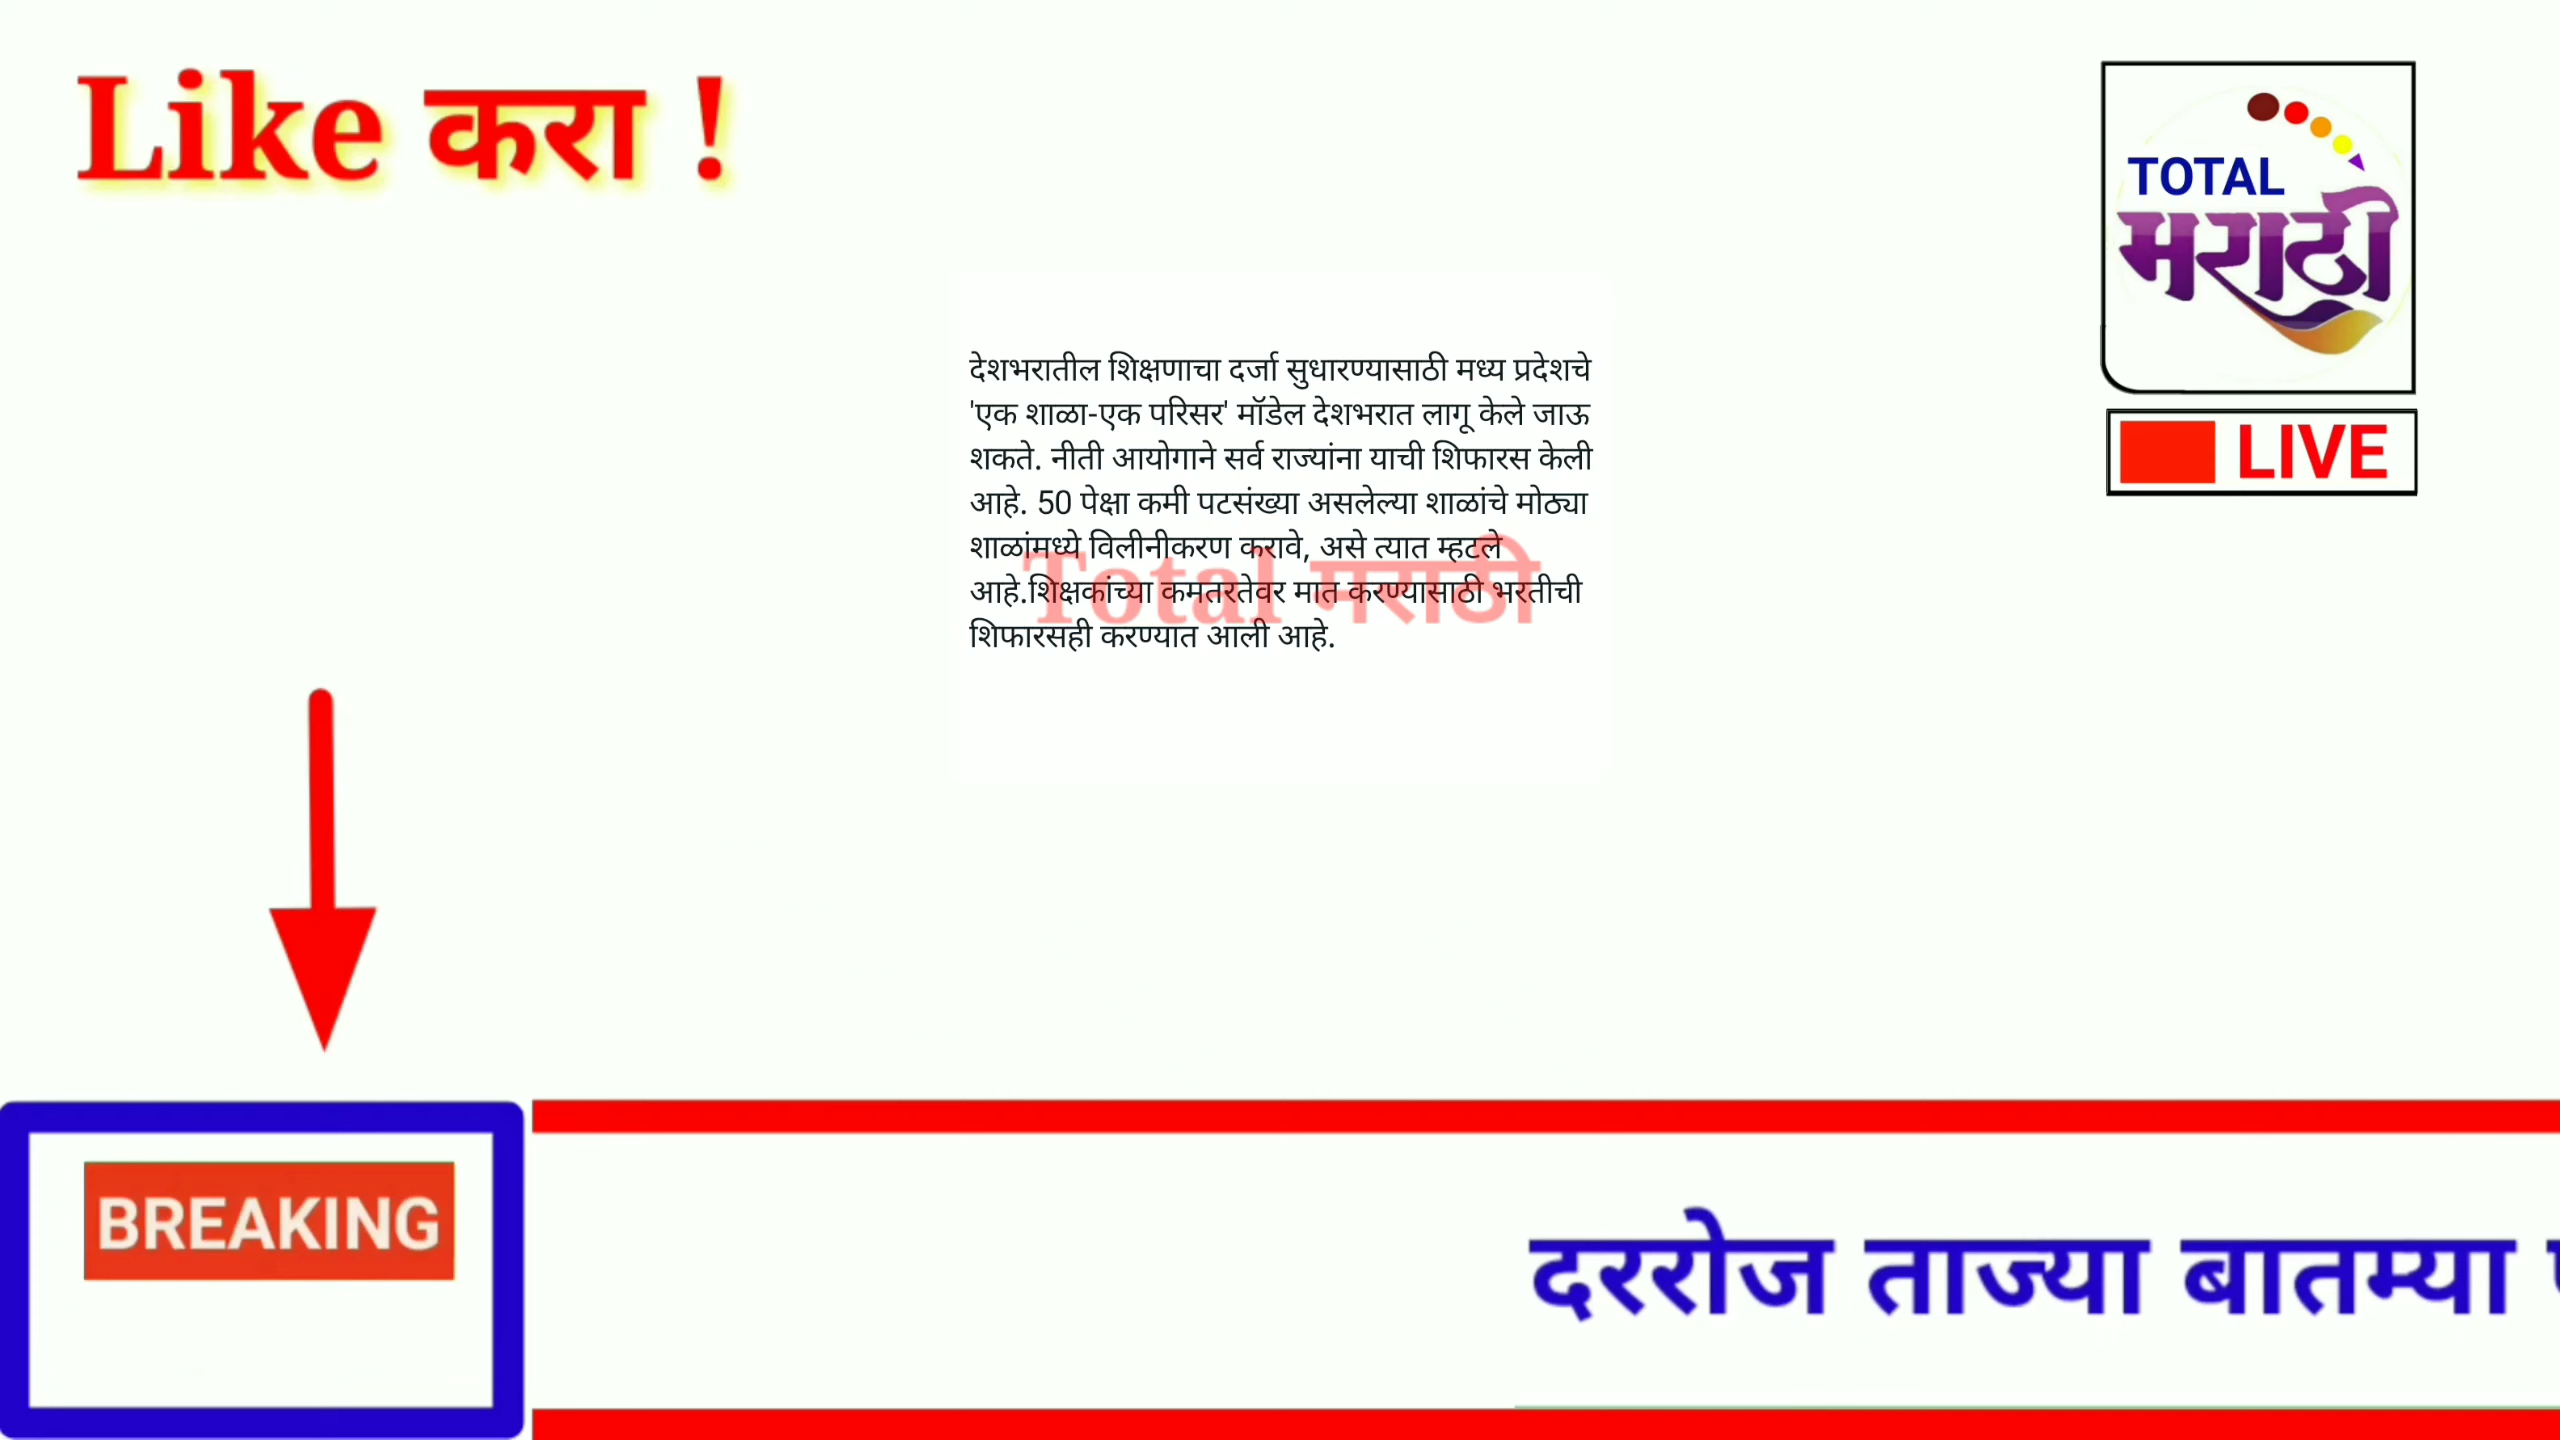 Like करा !
TOTAL
मराठी
LIVE
देशभरातील शिक्षणाचा दर्जा सुधारण्यासाठी मध्य प्रदेशचे
'एक शाळा-एक परिसर' मॉडेल देशभरात लागू केले जाऊ
शकते. नीती आयोगाने सर्व राज्यांना याची शिफारस केली
आहे. 50 पेक्षा कमी पटसंख्या असलेल्या शाळांचे मोठ्या
शाळांमध्ये विलीनीकरण करावे, असे त्यात म्हटले
आहे.शिक्षकांच्या कमतरतेवर मात करण्यासाठी भरतीची
शिफारसही करण्यात आली आहे.
Total मराठी
BREAKING
दररोज ताज्या बातम्या